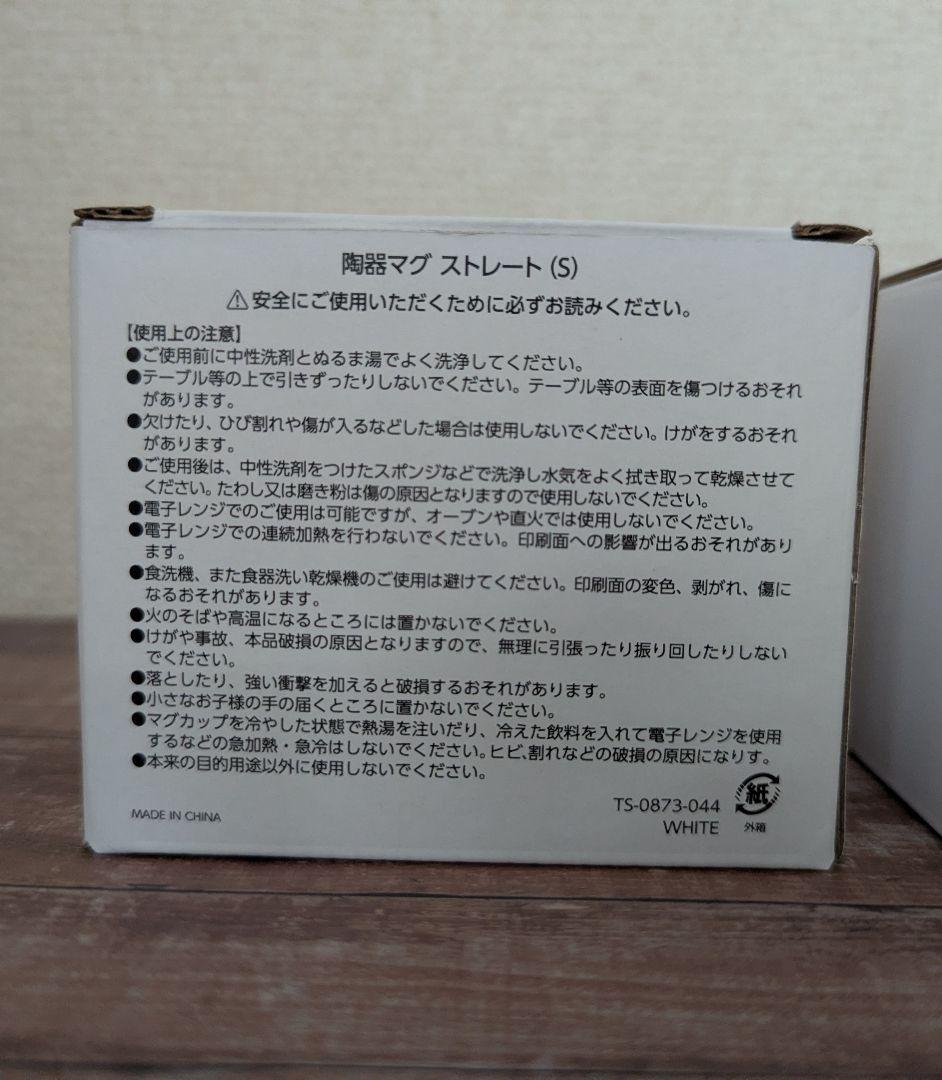 陶器マグ ストレート (S)
⚠安全にご使用いただくために必ずお読みください。
【使用上の注意】
●ご使用前に中性洗剤とぬるま湯でよく洗浄してください。
●テーブル等の上で引きずったりしないでください。テーブル等の表面を傷つけるおそれ
があります。
●欠けたり、ひび割れや傷が入るなどした場合は使用しないでください。けがをするおそれ
があります。
●ご使用後は、中性洗剤をつけたスポンジなどで洗浄し水気をよく拭き取って乾燥させて
ください。たわし又は磨き粉は傷の原因となりますので使用しないでください。
●電子レンジでのご使用は可能ですが、オーブンや直火では使用しないでください。
●電子レンジでの連続加熱を行わないでください。印刷面への影響が出るおそれがあり
ます。
●食洗機、また食器洗い乾燥機のご使用は避けてください。印刷面の変色、剥がれ、傷に
なるおそれがあります。
●火のそばや高温になるところには置かないでください。
●けがや事故、本品破損の原因となりますので、無理に引張ったり振り回したりしない
でください。
●落としたり、強い衝撃を加えると破損するおそれがあります。
●小さなお子様の手の届くところに置かないでください。
●マグカップを冷やした状態で熱湯を注いだり、冷えた飲料を入れて電子レンジを使用
するなどの急加熱・急冷はしないでください。ヒビ、割れなどの破損の原因になりす。
●本来の目的用途以外に使用しないでください。
MADE IN CHINA
TS-0873-044
WHITE
紙
外箱